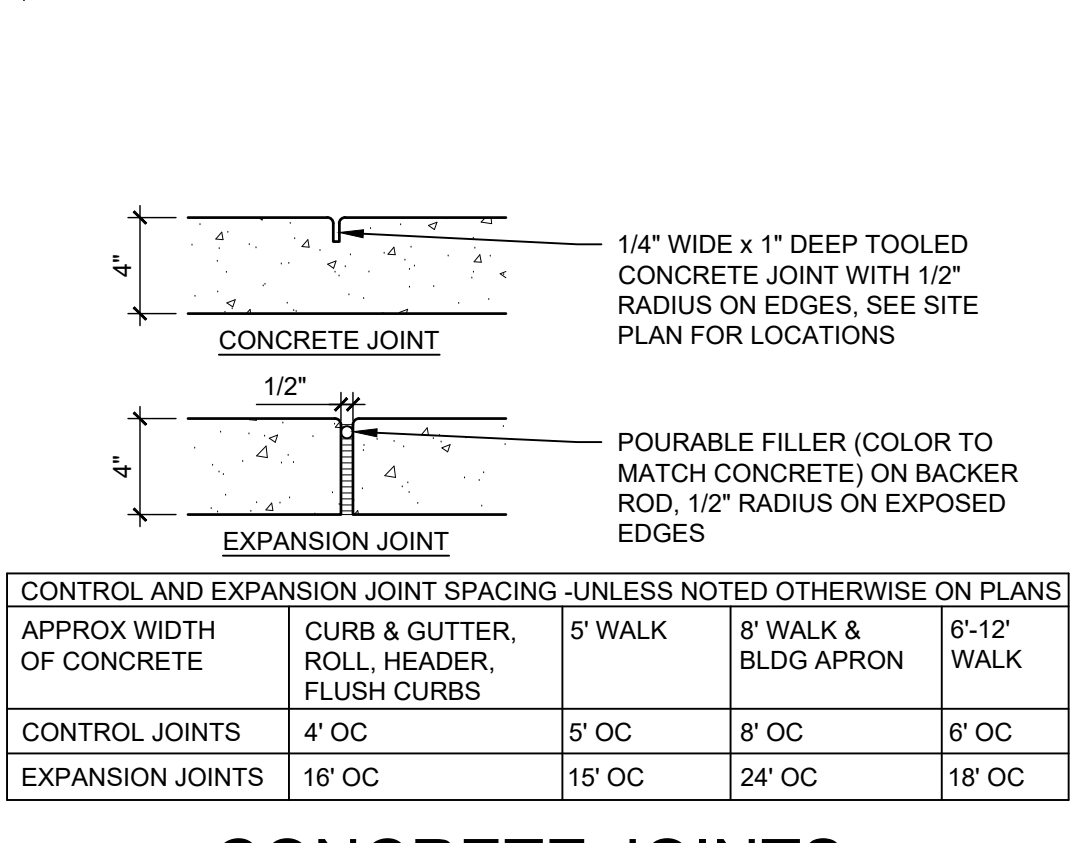 4"
1/4" WIDE x 1" DEEP TOOLED
CONCRETE JOINT WITH 1/2"
RADIUS ON EDGES, SEE SITE
PLAN FOR LOCATIONS
CONCRETE JOINT
1/2"
4"
POURABLE FILLER (COLOR TO
MATCH CONCRETE) ON BACKER
ROD, 1/2" RADIUS ON EXPOSED
EDGES
EXPANSION JOINT
CONTROL AND EXPANSION JOINT SPACING -UNLESS NOTED OTHERWISE ON PLANS
APPROX WIDTH
OF CONCRETE
CURB & GUTTER,
ROLL, HEADER,
FLUSH CURBS
5' WALK
8' WALK &
BLDG APRON
6'-12'
WALK
CONTROL JOINTS
4' OC
5' OC
8' OC
6' OC
EXPANSION JOINTS
16' OC
15' OC
24' OC
18' OC
CONCRETE JOINTS